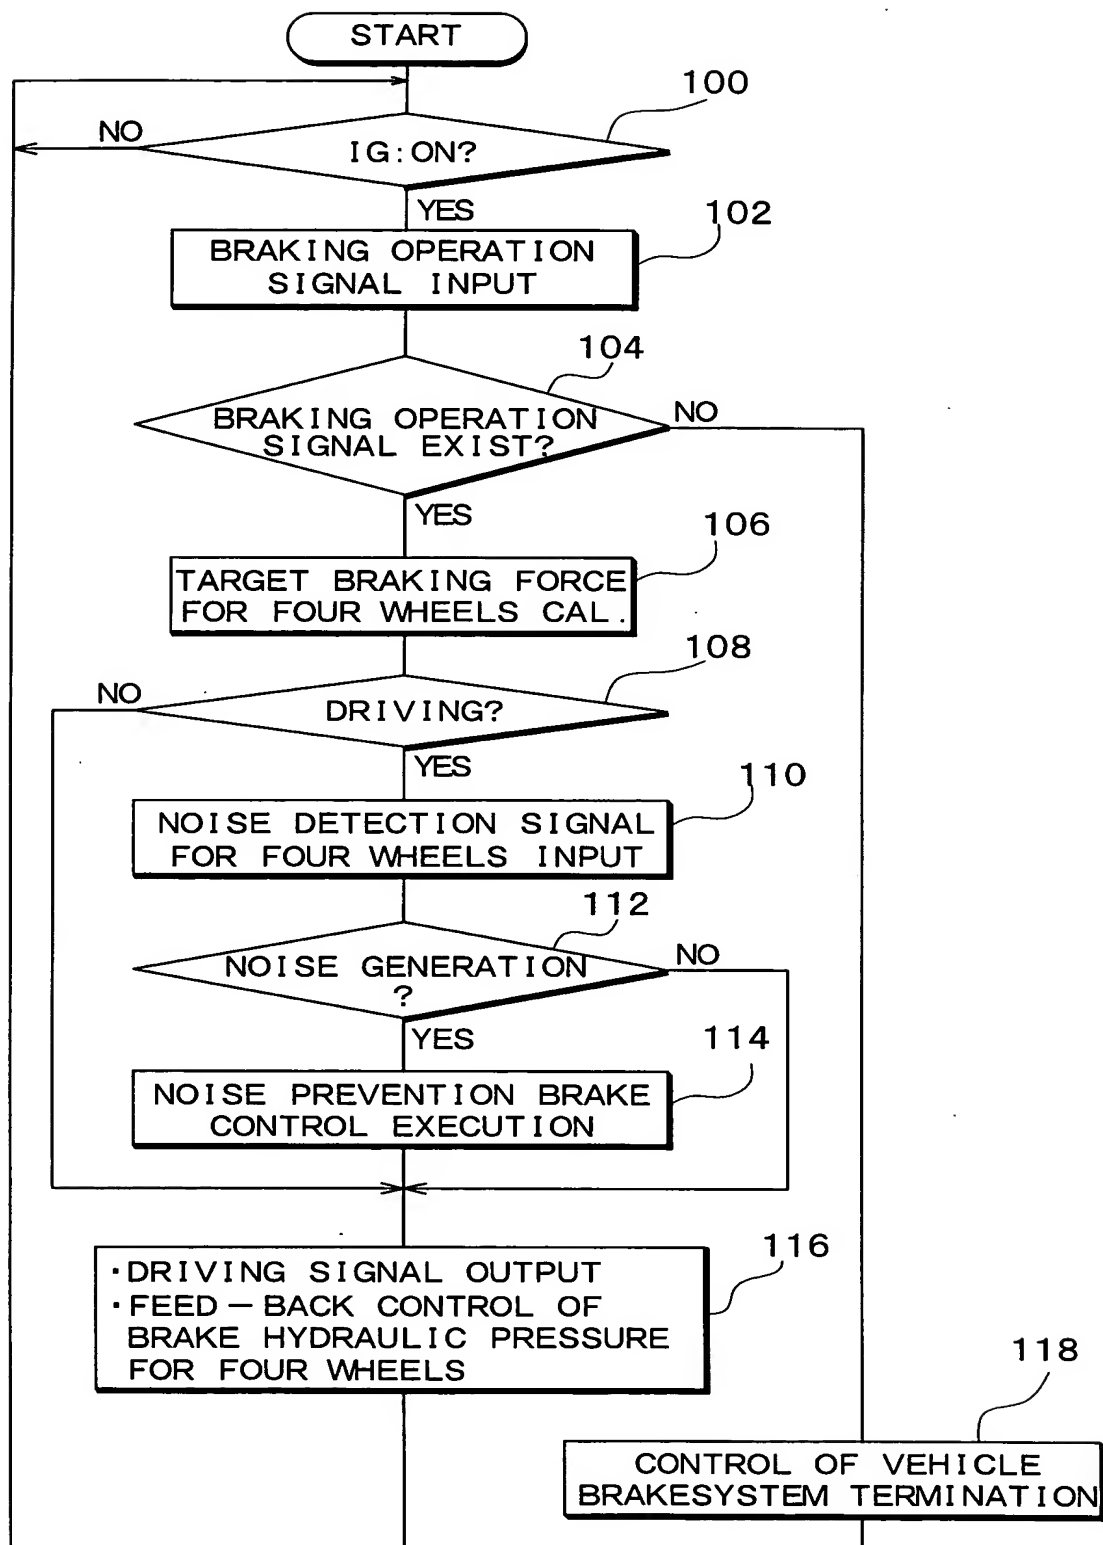 START
100
NO
IG:ON?
YES
102
BRAKING OPERATION
SIGNAL INPUT
104
BRAKING OPERATION
SIGNAL EXIST?
NO
YES
106
TARGET BRAKING FORCE
FOR FOUR WHEELS CAL.
108
NO
DRIVING?
YES
110
NOISE DETECTION SIGNAL
FOR FOUR WHEELS INPUT
112
NOISE GENERATION
?
NO
YES
114
NOISE PREVENTION BRAKE
CONTROL EXECUTION
116
・DRIVING SIGNAL OUTPUT
・FEED-BACK CONTROL OF
BRAKE HYDRAULIC PRESSURE
FOR FOUR WHEELS
118
CONTROL OF VEHICLE
BRAKESYSTEM TERMINATION